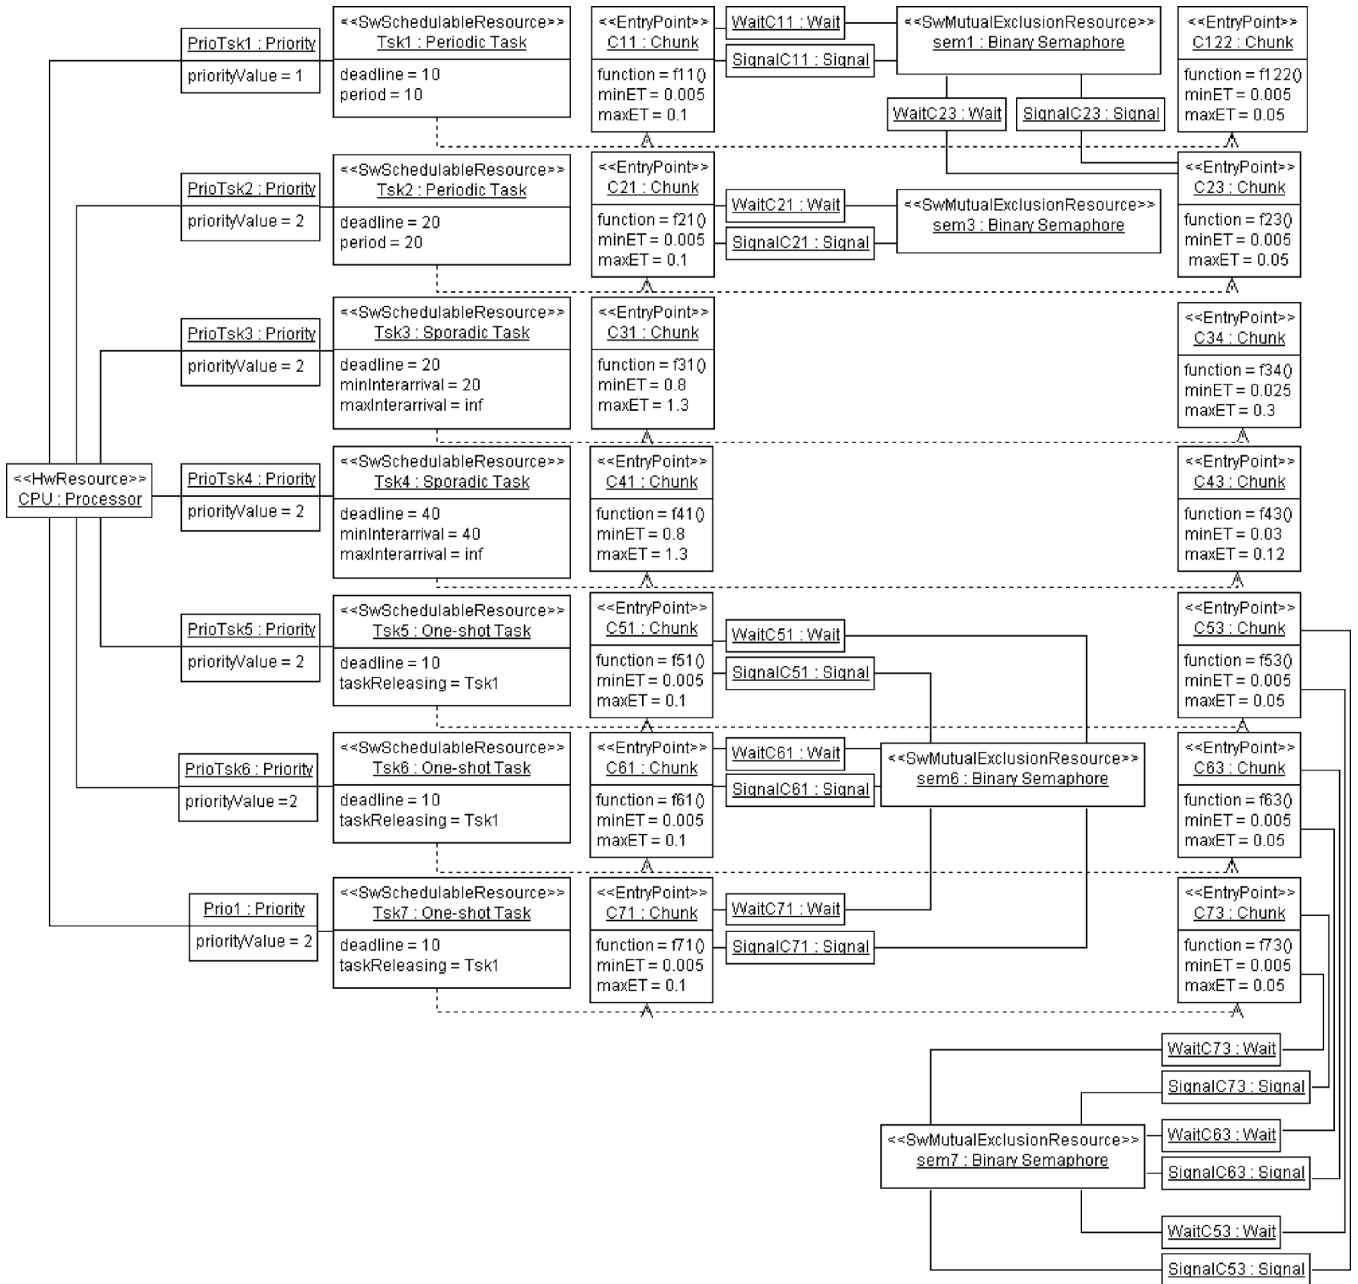 <<HwResource>>
CPU : Processor
PrioTsk1 : Priority
priorityValue = 1
<<SwSchedulableResource>>
Tsk1 : Periodic Task
deadline = 10
period = 10
<<EntryPoint>>
C11 : Chunk
function = f11()
minET = 0.005
maxET = 0.1
WaitC11 : Wait
SignalC11 : Signal
<<SwMutualExclusionResource>>
sem1 : Binary Semaphore
WaitC23 : Wait
SignalC23 : Signal
<<EntryPoint>>
C122 : Chunk
function = f122()
minET = 0.005
maxET = 0.05
PrioTsk2 : Priority
priorityValue = 2
<<SwSchedulableResource>>
Tsk2 : Periodic Task
deadline = 20
period = 20
<<EntryPoint>>
C21 : Chunk
function = f21()
minET = 0.005
maxET = 0.1
WaitC21 : Wait
SignalC21 : Signal
<<SwMutualExclusionResource>>
sem3 : Binary Semaphore
<<EntryPoint>>
C23 : Chunk
function = f23()
minET = 0.005
maxET = 0.05
PrioTsk3 : Priority
priorityValue = 2
<<SwSchedulableResource>>
Tsk3 : Sporadic Task
deadline = 20
minInterarrival = 20
maxInterarrival = inf
<<EntryPoint>>
C31 : Chunk
function = f31()
minET = 0.8
maxET = 1.3
<<EntryPoint>>
C34 : Chunk
function = f34()
minET = 0.025
maxET = 0.3
PrioTsk4 : Priority
priorityValue = 2
<<SwSchedulableResource>>
Tsk4 : Sporadic Task
deadline = 40
minInterarrival = 40
maxInterarrival = inf
<<EntryPoint>>
C41 : Chunk
function = f41()
minET = 0.8
maxET = 1.3
<<EntryPoint>>
C43 : Chunk
function = f43()
minET = 0.03
maxET = 0.12
PrioTsk5 : Priority
priorityValue = 2
<<SwSchedulableResource>>
Tsk5 : One-shot Task
deadline = 10
taskReleasing = Tsk1
<<EntryPoint>>
C51 : Chunk
function = f51()
minET = 0.005
maxET = 0.1
WaitC51 : Wait
SignalC51 : Signal
<<EntryPoint>>
C53 : Chunk
function = f53()
minET = 0.005
maxET = 0.05
PrioTsk6 : Priority
priorityValue =2
<<SwSchedulableResource>>
Tsk6 : One-shot Task
deadline = 10
taskReleasing = Tsk1
<<EntryPoint>>
C61 : Chunk
function = f61()
minET = 0.005
maxET = 0.1
WaitC61 : Wait
SignalC61 : Signal
<<SwMutualExclusionResource>>
sem6 : Binary Semaphore
<<EntryPoint>>
C63 : Chunk
function = f63()
minET = 0.005
maxET = 0.05
Prio1 : Priority
priorityValue = 2
<<SwSchedulableResource>>
Tsk7 : One-shot Task
deadline = 10
taskReleasing = Tsk1
<<EntryPoint>>
C71 : Chunk
function = f71()
minET = 0.005
maxET = 0.1
WaitC71 : Wait
SignalC71 : Signal
<<EntryPoint>>
C73 : Chunk
function = f73()
minET = 0.005
maxET = 0.05
WaitC73 : Wait
SignalC73 : Signal
<<SwMutualExclusionResource>>
sem7 : Binary Semaphore
WaitC63 : Wait
SignalC63 : Signal
WaitC53 : Wait
SignalC53 : Signal